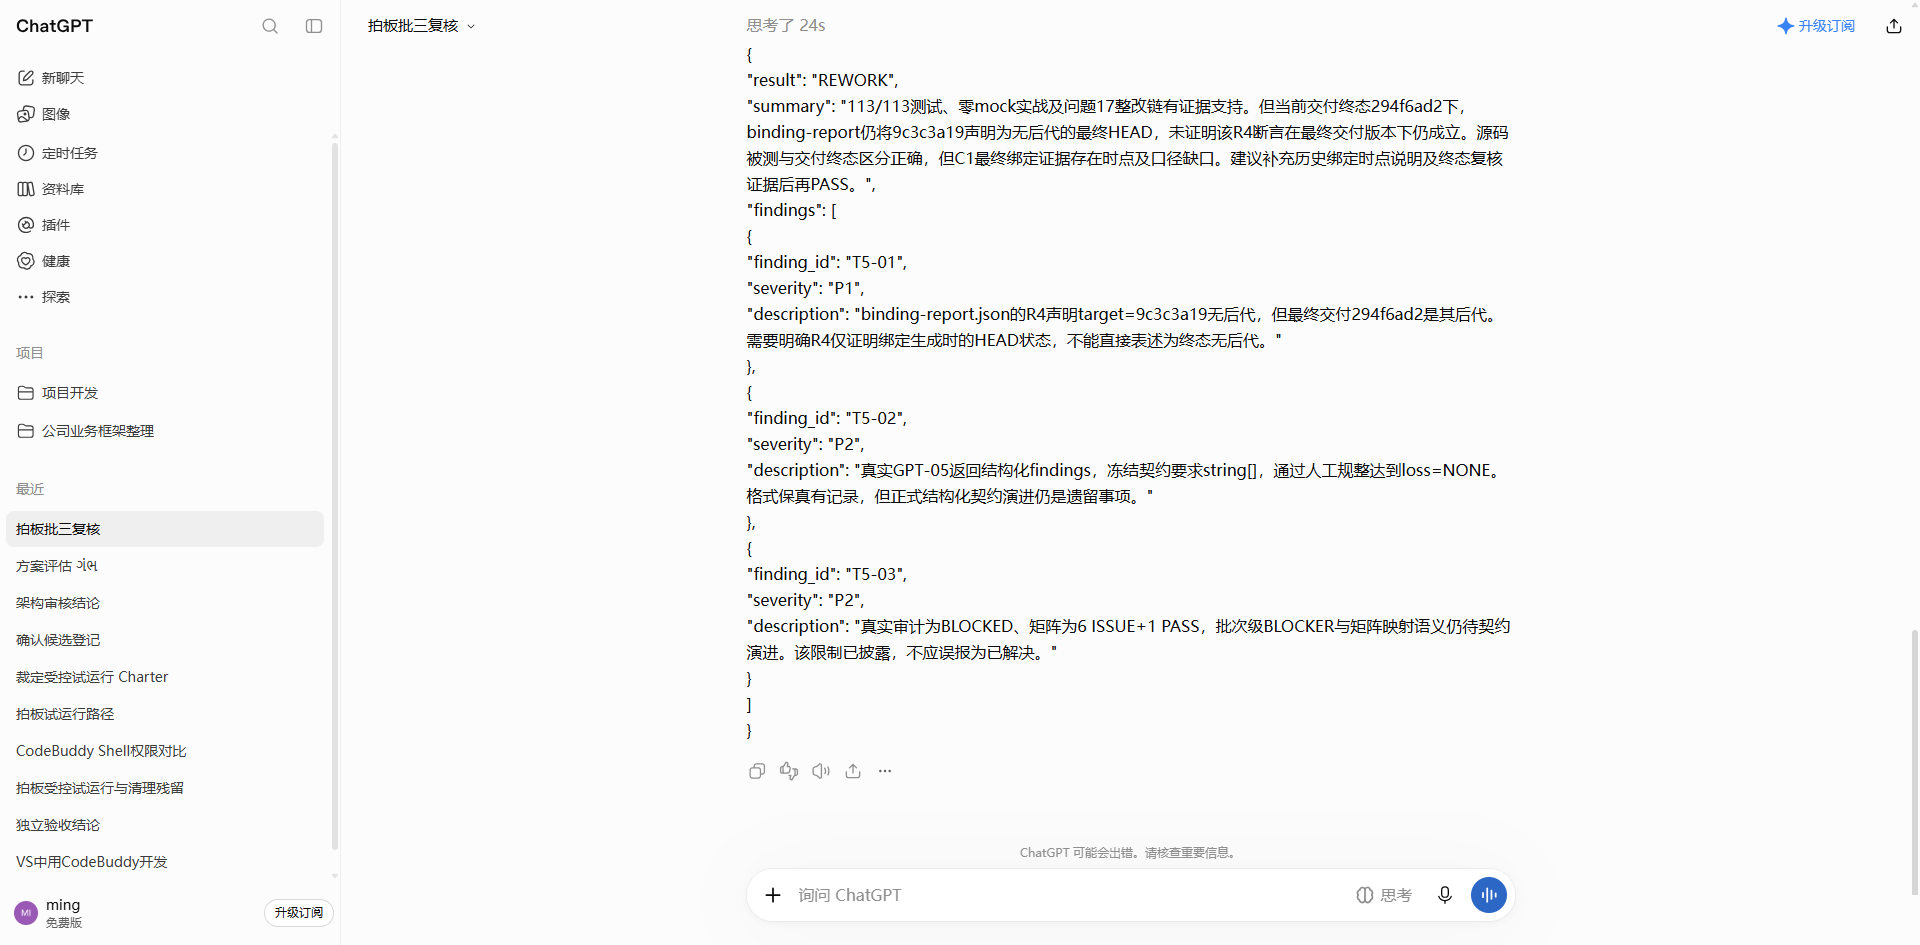 ChatGPT
新聊天
图像
定时任务
资料库
插件
健康
探索
项目
项目开发
公司业务框架整理
最近
拍板批三复核
方案评估
架构审核结论
确认候选登记
裁定受控试运行 Charter
拍板试运行路径
CodeBuddy Shell权限对比
拍板受控试运行与清理残留
独立验收结论
VS中用CodeBuddy开发
MI
ming
免费版
升级订阅
拍板批三复核
升级订阅
思考了 24s
{
"result": "REWORK",
"summary": "113/113测试、零mock实战及问题17整改链有证据支持。但当前交付终态294f6ad2下，
binding-report仍将9c3c3a19声明为无后代的最终HEAD，未证明该R4断言在最终交付版本下仍成立。源码
被测与交付终态区分正确，但C1最终绑定证据存在时点及口径缺口。建议补充历史绑定时点说明及终态复核
证据后再PASS。",
"findings": [
{
"finding_id": "T5-01",
"severity": "P1",
"description": "binding-report.json的R4声明target=9c3c3a19无后代，但最终交付294f6ad2是其后代。
需要明确R4仅证明绑定生成时的HEAD状态，不能直接表述为终态无后代。"
},
{
"finding_id": "T5-02",
"severity": "P2",
"description": "真实GPT-05返回结构化findings，冻结契约要求string[]，通过人工规整达到loss=NONE。
格式保真有记录，但正式结构化契约演进仍是遗留事项。"
},
{
"finding_id": "T5-03",
"severity": "P2",
"description": "真实审计为BLOCKED、矩阵为6 ISSUE+1 PASS，批次级BLOCKER与矩阵映射语义仍待契约
演进。该限制已披露，不应误报为已解决。"
}
]
}
ChatGPT 可能会出错。请核查重要信息。
询问 ChatGPT
思考